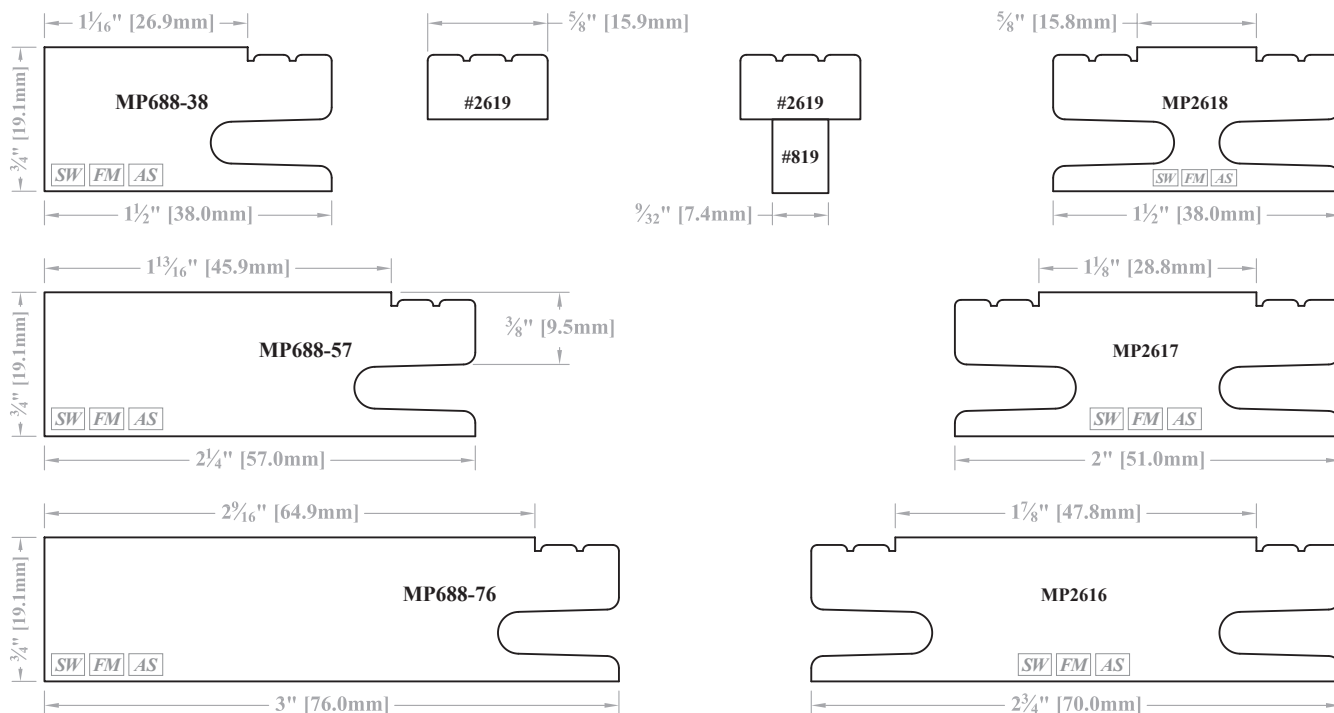 1 1/16" [26.9mm]
5/8" [15.9mm]
5/8" [15.8mm]
3/4" [19.1mm]
MP688-38
#2619
#2619
MP2618
#819
SW FM AS
SW FM AS
1 1/2" [38.0mm]
9/32" [7.4mm]
1 1/2" [38.0mm]
1 13/16" [45.9mm]
1 1/8" [28.8mm]
3/4" [19.1mm]
3/8" [9.5mm]
MP688-57
MP2617
SW FM AS
SW FM AS
2 1/4" [57.0mm]
2" [51.0mm]
2 9/16" [64.9mm]
1 7/8" [47.8mm]
3/4" [19.1mm]
MP688-76
MP2616
SW FM AS
SW FM AS
3" [76.0mm]
2 3/4" [70.0mm]